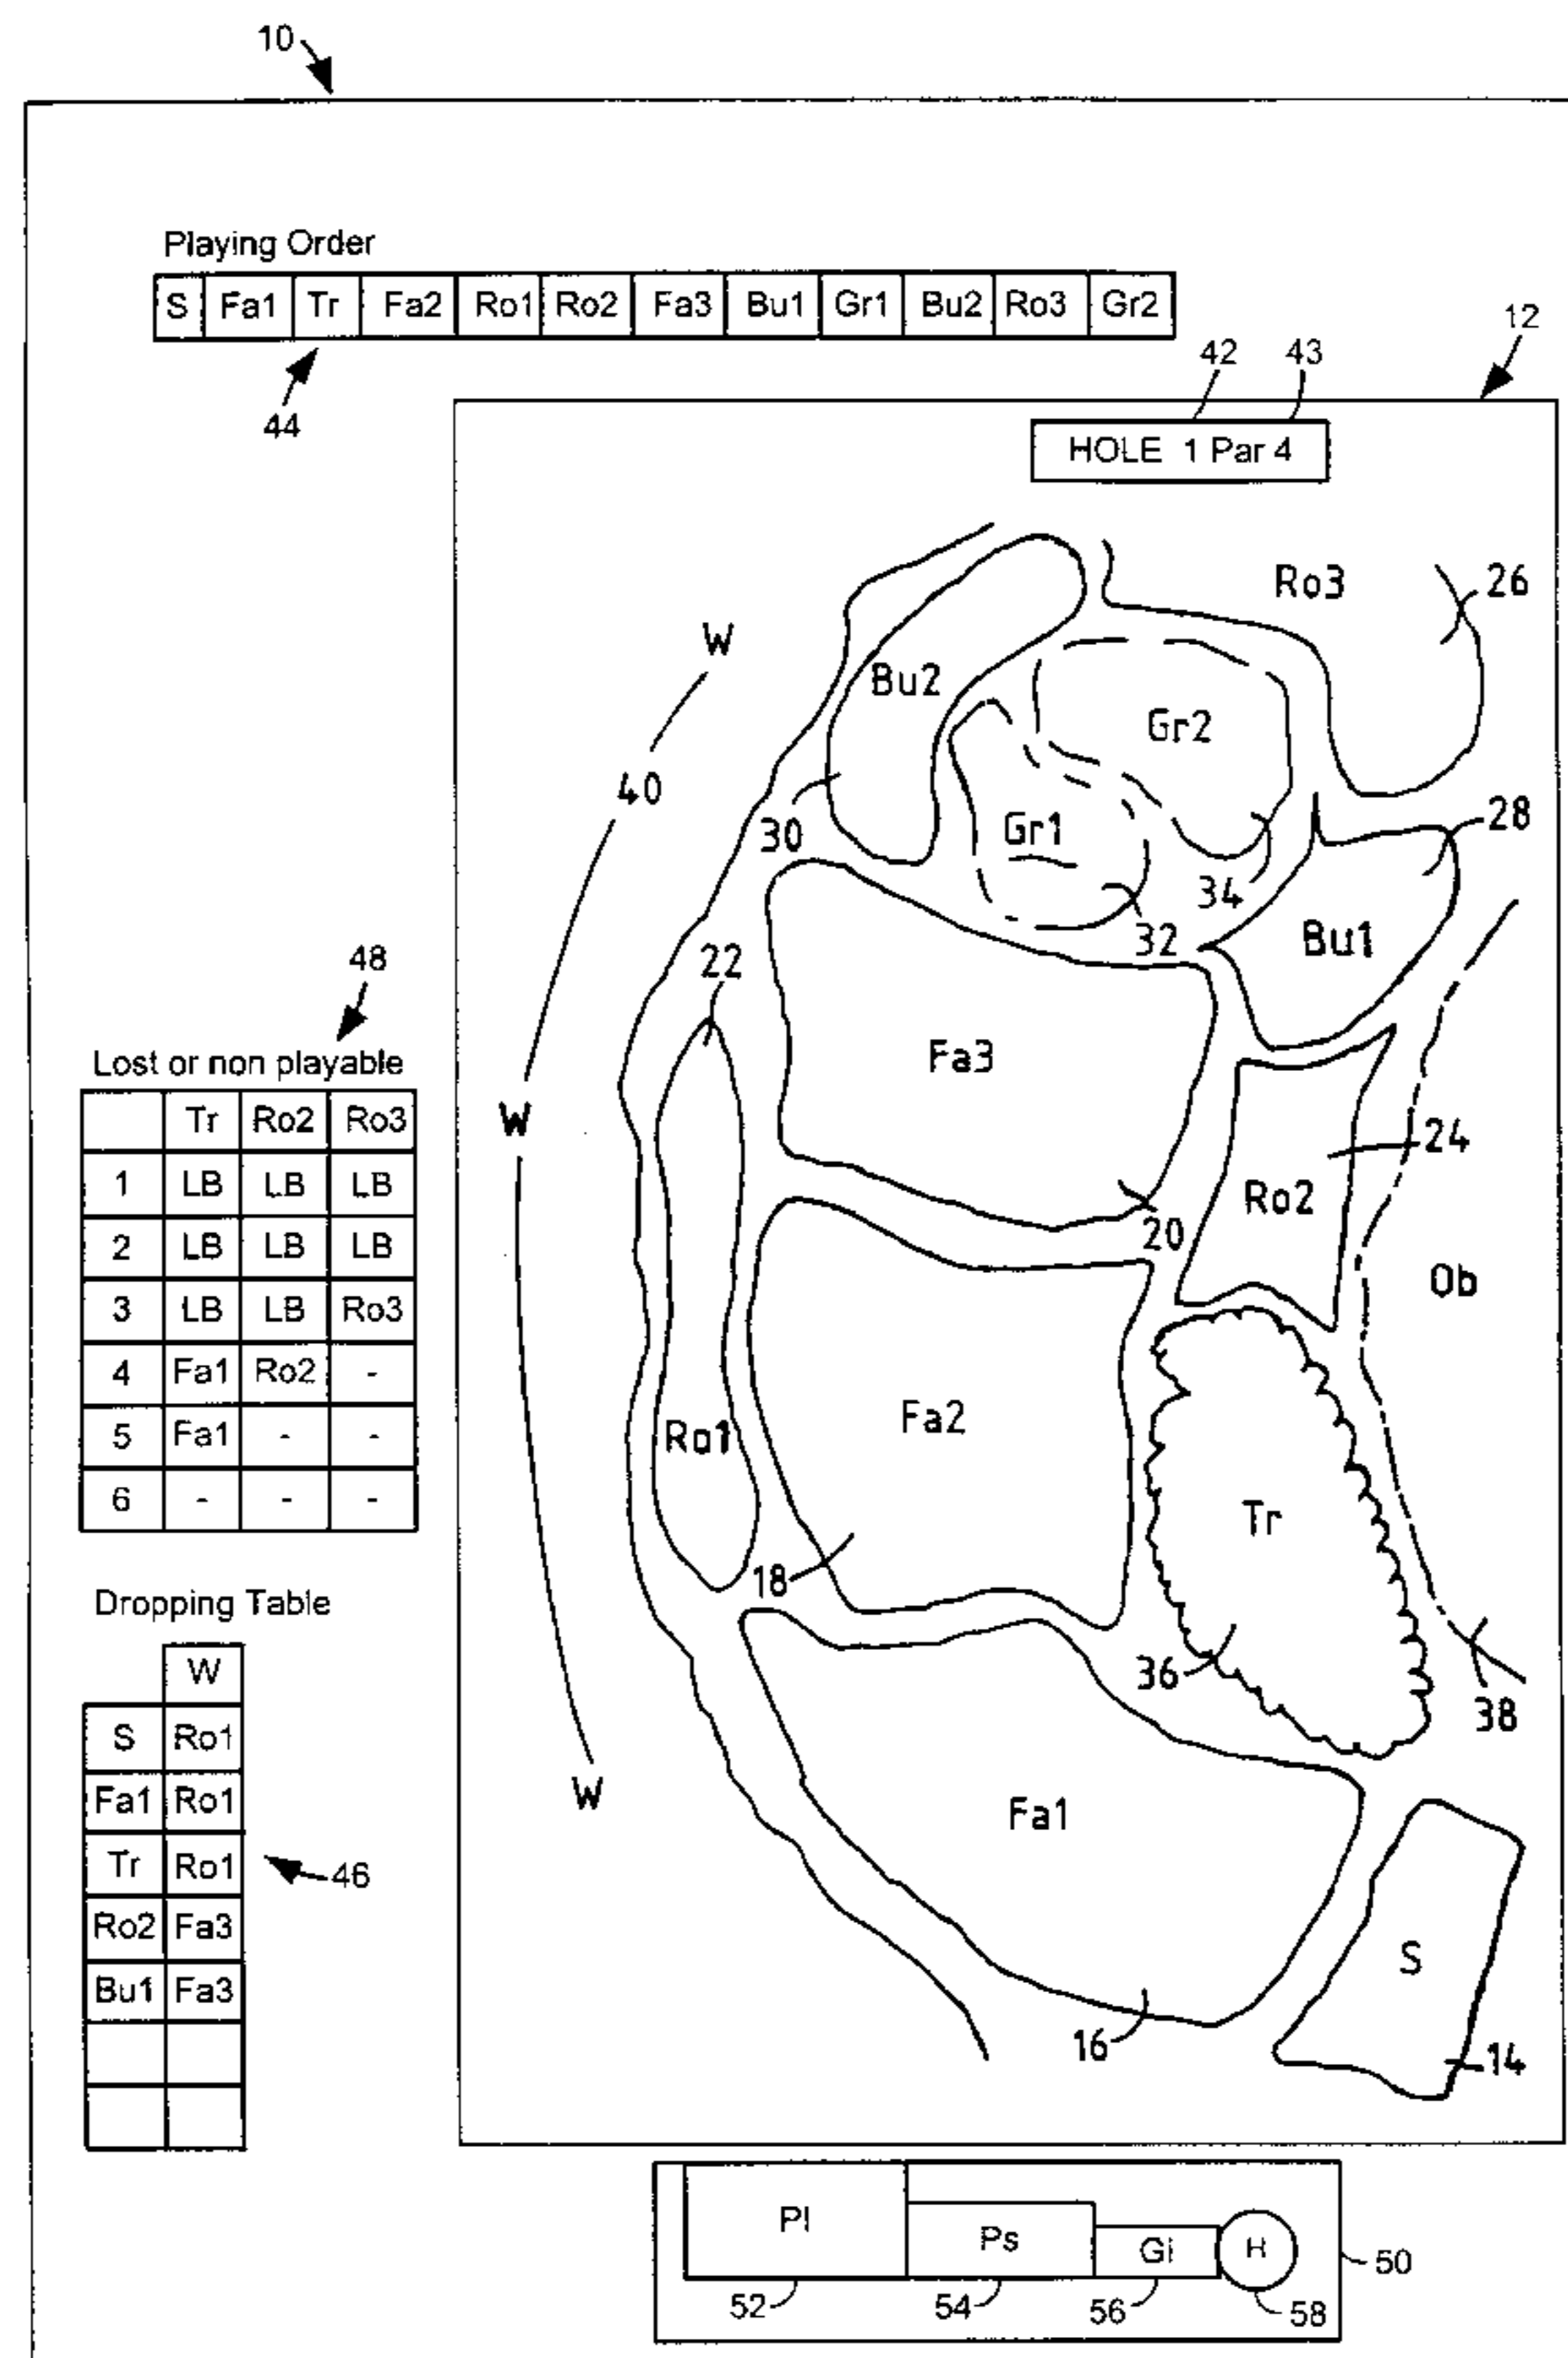 10
Playing Order
S Fa1 Tr Fa2 Ro1 Ro2 Fa3 Bu1 Gr1 Bu2 Ro3 Gr2
44
12
42 43
HOLE 1 Par 4
Ro3 26
W
Bu2
Gr2
40
30
Gr1
28
34
32
Bu1
22
48
Lost or non playable
Tr Ro2 Ro3
1 LB LB LB
2 LB LB LB
3 LB LB Ro3
4 Fa1 Ro2 -
5 Fa1 - -
6 - - -
Fa3
W
24
Ro2
20
Ob
Fa2
Ro1
Tr
18
36
38
W
Fa1
S
16
14
Dropping Table
W
S Ro1
Fa1 Ro1
Tr Ro1
Ro2 Fa3
Bu1 Fa3
46
Pl Ps Gi H
50
52 54 56 58